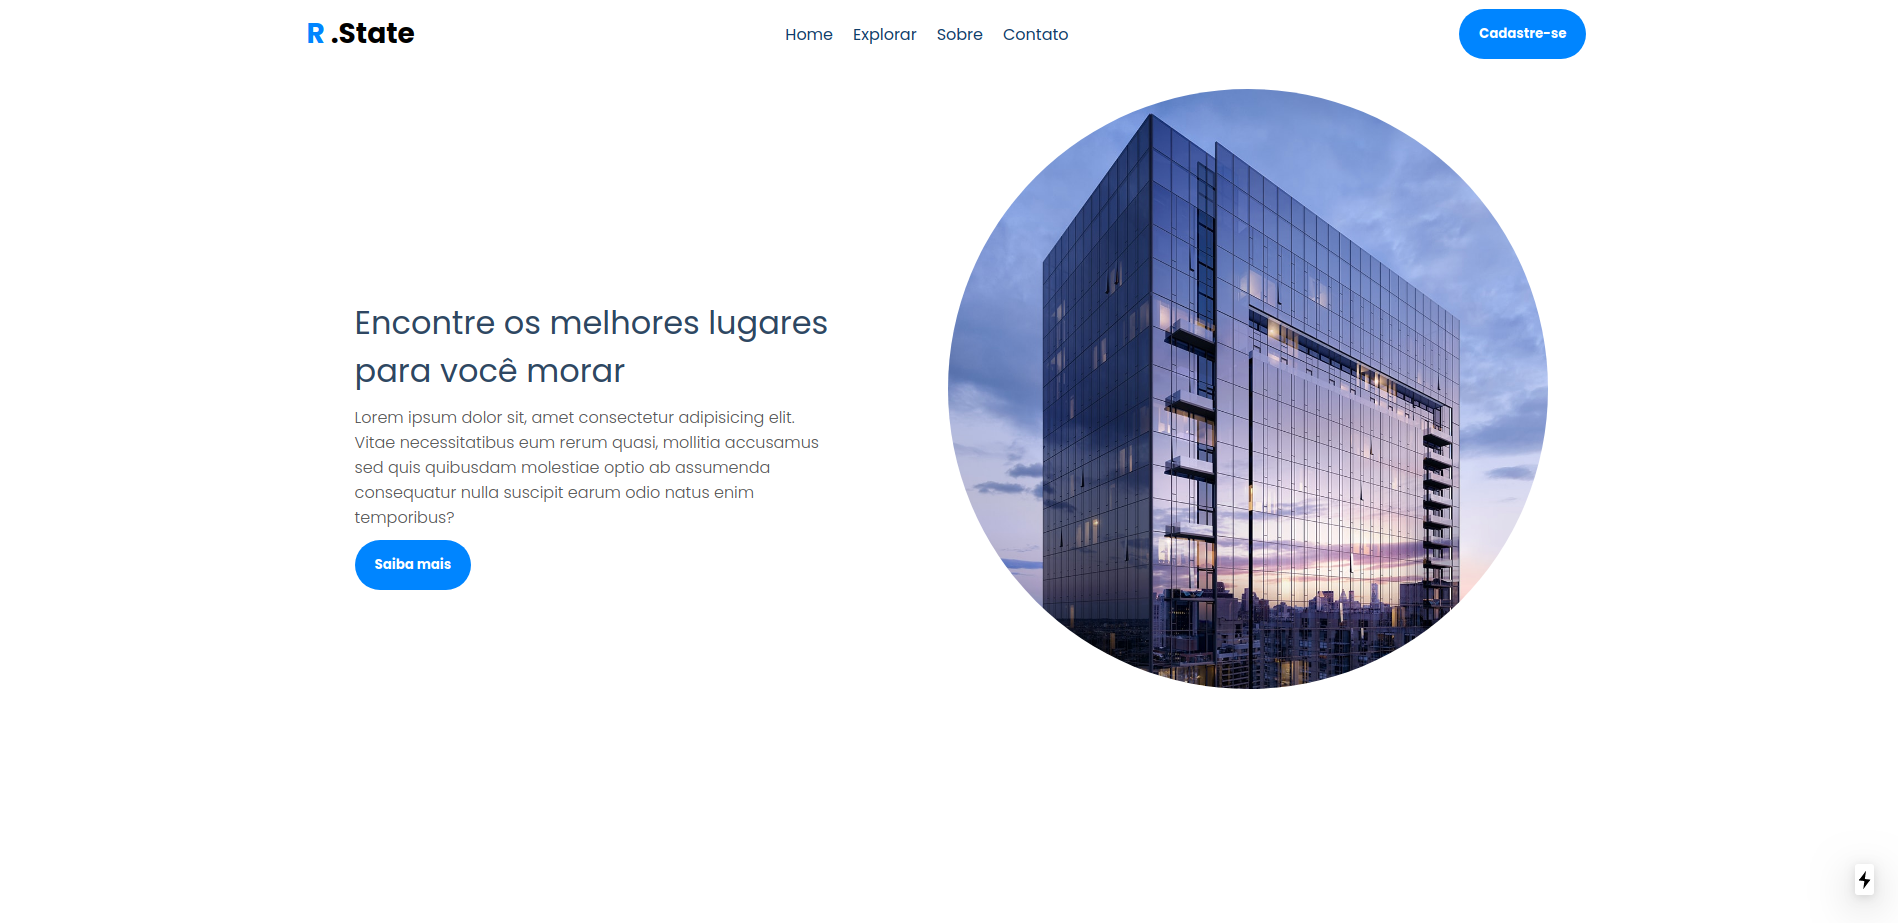 R .State
Home Explorar Sobre Contato
Cadastre-se
Encontre os melhores lugares
para você morar
Lorem ipsum dolor sit, amet consectetur adipisicing elit.
Vitae necessitatibus eum rerum quasi, mollitia accusamus
sed quis quibusdam molestiae optio ab assumenda
consequatur nulla suscipit earum odio natus enim
temporibus?
Saiba mais